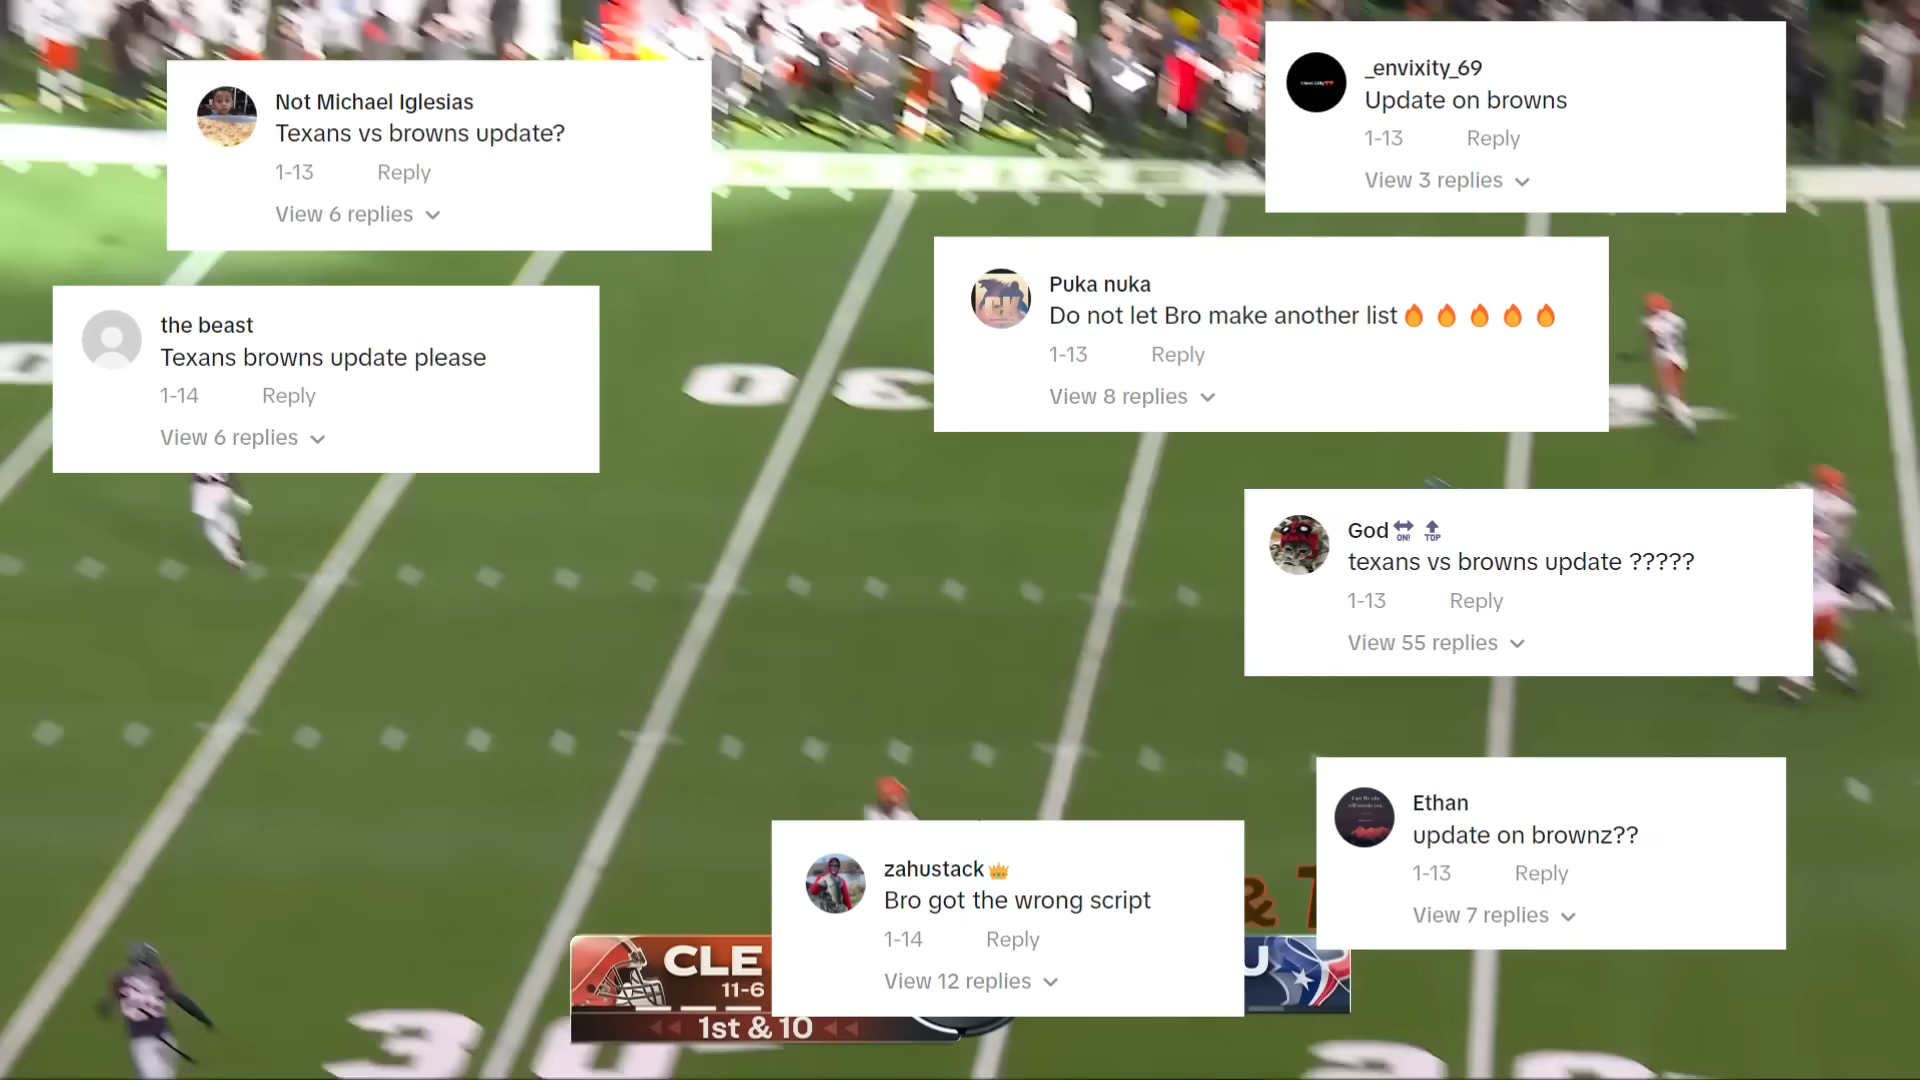 Not Michael Iglesias
Texans vs browns update?
1-13 Reply
View 6 replies
_envixity_69
Update on browns
1-13 Reply
View 3 replies
the beast
Texans browns update please
1-14 Reply
View 6 replies
Puka nuka
Do not let Bro make another list🔥🔥🔥🔥🔥
1-13 Reply
View 8 replies
30
God ON! TOP
texans vs browns update ?????
1-13 Reply
View 55 replies
Ethan
update on brownz??
1-13 Reply
View 7 replies
zahustack👑
Bro got the wrong script
1-14 Reply
View 12 replies
& T
CLE
11-6
U
1st & 10
30